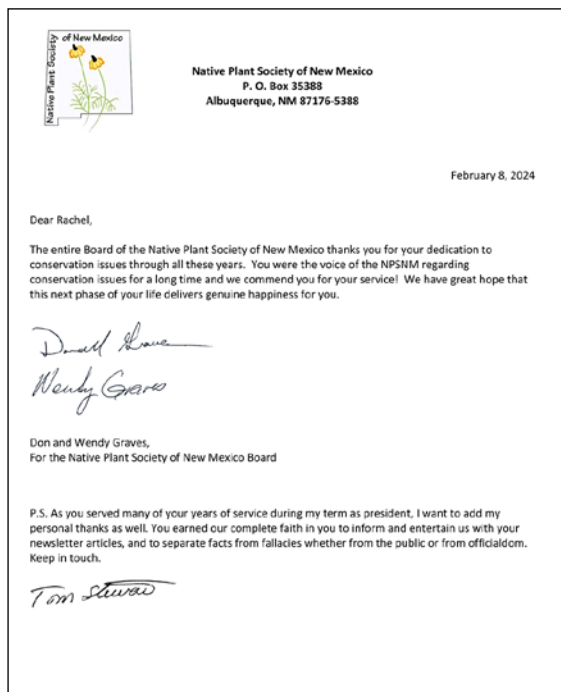 Native Plant Society
of New Mexico
Native Plant Society of New Mexico
P. O. Box 35388
Albuquerque, NM 87176-5388
February 8, 2024
Dear Rachel,
The entire Board of the Native Plant Society of New Mexico thanks you for your dedication to
conservation issues through all these years. You were the voice of the NPSNM regarding
conservation issues for a long time and we commend you for your service! We have great hope that
this next phase of your life delivers genuine happiness for you.
Donald Graves
Wendy Graves
Don and Wendy Graves,
For the Native Plant Society of New Mexico Board
P.S. As you served many of your years of service during my term as president, I want to add my
personal thanks as well. You earned our complete faith in you to inform and entertain us with your
newsletter articles, and to separate facts from fallacies whether from the public or from officialdom.
Keep in touch.
Tom Stewart